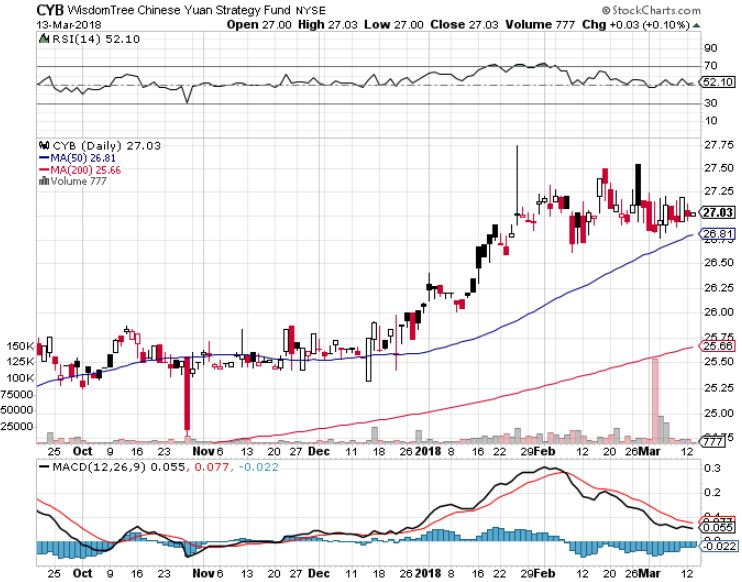 CYB WisdomTree Chinese Yuan Strategy Fund NYSE © StockCharts.com
13-Mar-2018 Open 27.00 High 27.03 Low 27.00 Close 27.03 Volume 777 Chg +0.03 (+0.10%)
RSI(14) 52.10
90
70
52.10
30
10
CYB (Daily) 27.03
MA(50) 26.81
MA(200) 25.66
Volume 777
27.75
27.50
27.25
27.03
26.81
26.75
26.50
26.25
26.00
25.75
25.66
25.50
25.25
25.00
777
150K
125K
100K
75000
50000
25000
25 Oct 9 16 23 Nov 6 13 20 27 Dec 11 18 26 2018 8 16 22 29 Feb 12 20 26 Mar 12
MACD(12,26,9) 0.055, 0.077, -0.022
0.3
0.2
0.077
0.055
-0.022
25 Oct 9 16 23 Nov 6 13 20 27 Dec 11 18 26 2018 8 16 22 29 Feb 12 20 26 Mar 12